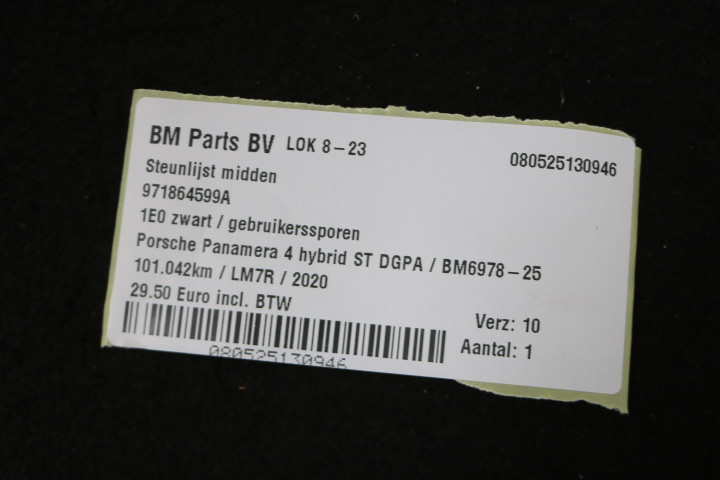 BM Parts BV LOK 8-23 080525130946
Steunlijst midden
971864599A
1E0 zwart / gebruikerssporen
Porsche Panamera 4 hybrid ST DGPA / BM6978-25
101.042km / LM7R / 2020
29.50 Euro incl. BTW
Verz: 10
Aantal: 1
080525130946